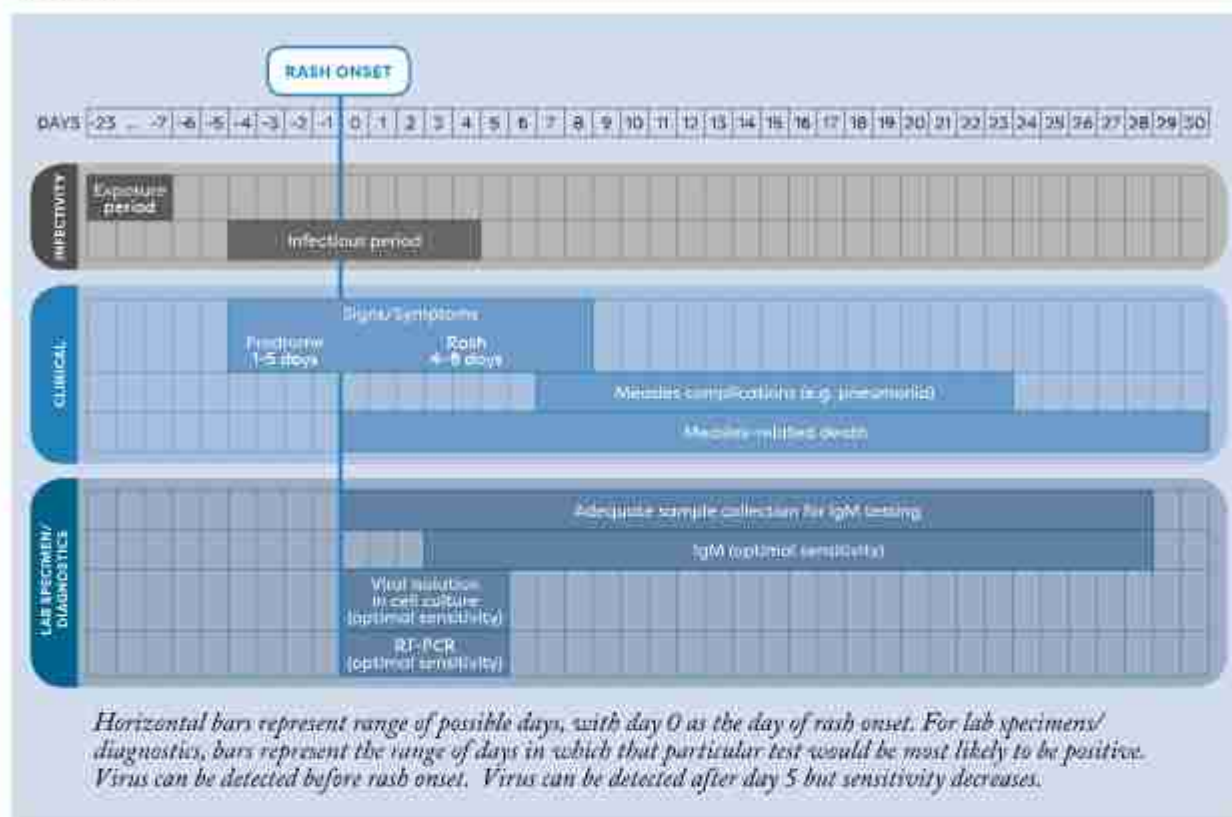 RASH ONSET
DAYS -23 ... -7 -6 -5 -4 -3 -2 -1 0 1 2 3 4 5 6 7 8 9 10 11 12 13 14 15 16 17 18 19 20 21 22 23 24 25 26 27 28 29 30
INFECTIVITY
Exposure
period
Infectious period
CLINICAL
Signs/Symptoms
Prodrome
1-5 days
Rash
4-8 days
Measles complications (e.g. pneumonia)
Measles-related death
LAB SPECIMEN/
DIAGNOSTICS
Adequate sample collection for IgM testing
IgM (optimal sensitivity)
Viral isolation
in cell culture
(optimal sensitivity)
RT-PCR
(optimal sensitivity)
Horizontal bars represent range of possible days, with day 0 as the day of rash onset. For lab specimens/
diagnostics, bars represent the range of days in which that particular test would be most likely to be positive.
Virus can be detected before rash onset. Virus can be detected after day 5 but sensitivity decreases.